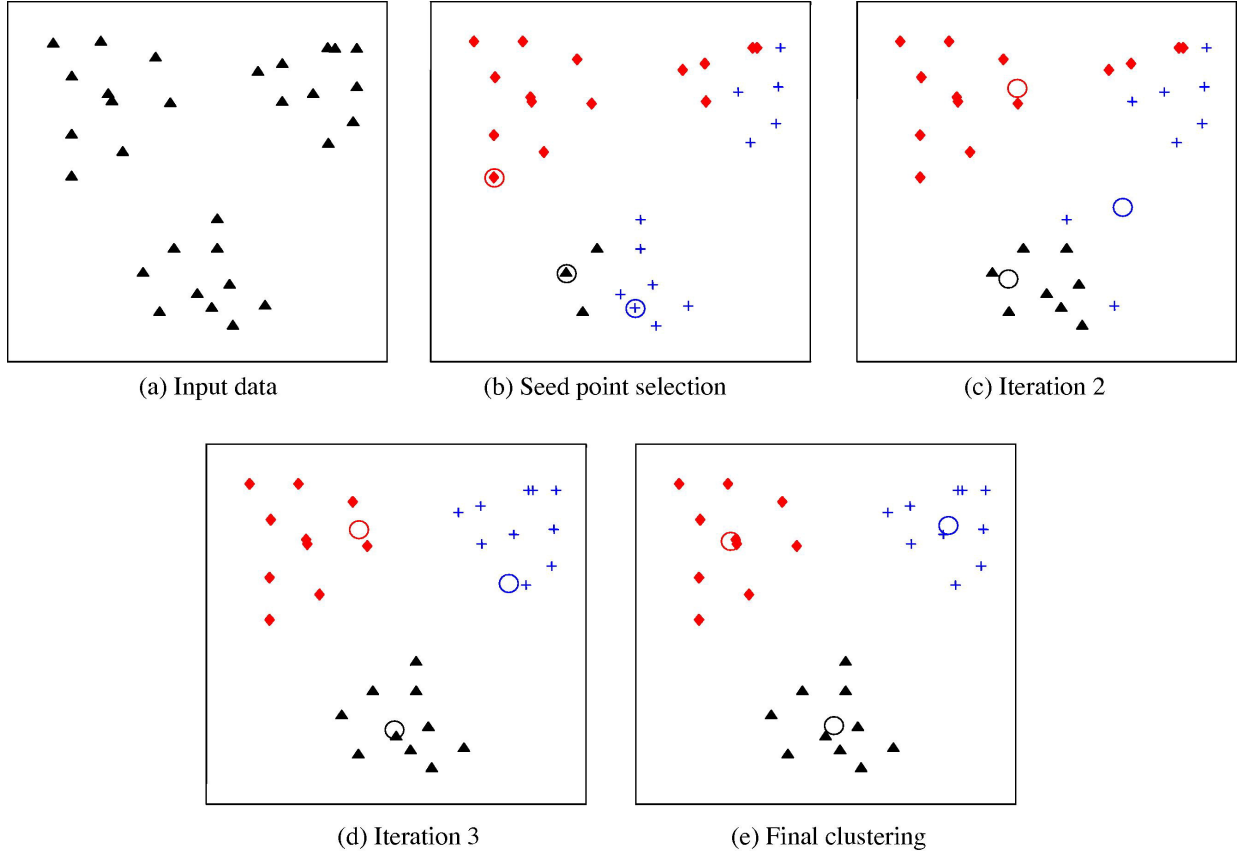 (a) Input data
(b) Seed point selection
(c) Iteration 2
(d) Iteration 3
(e) Final clustering